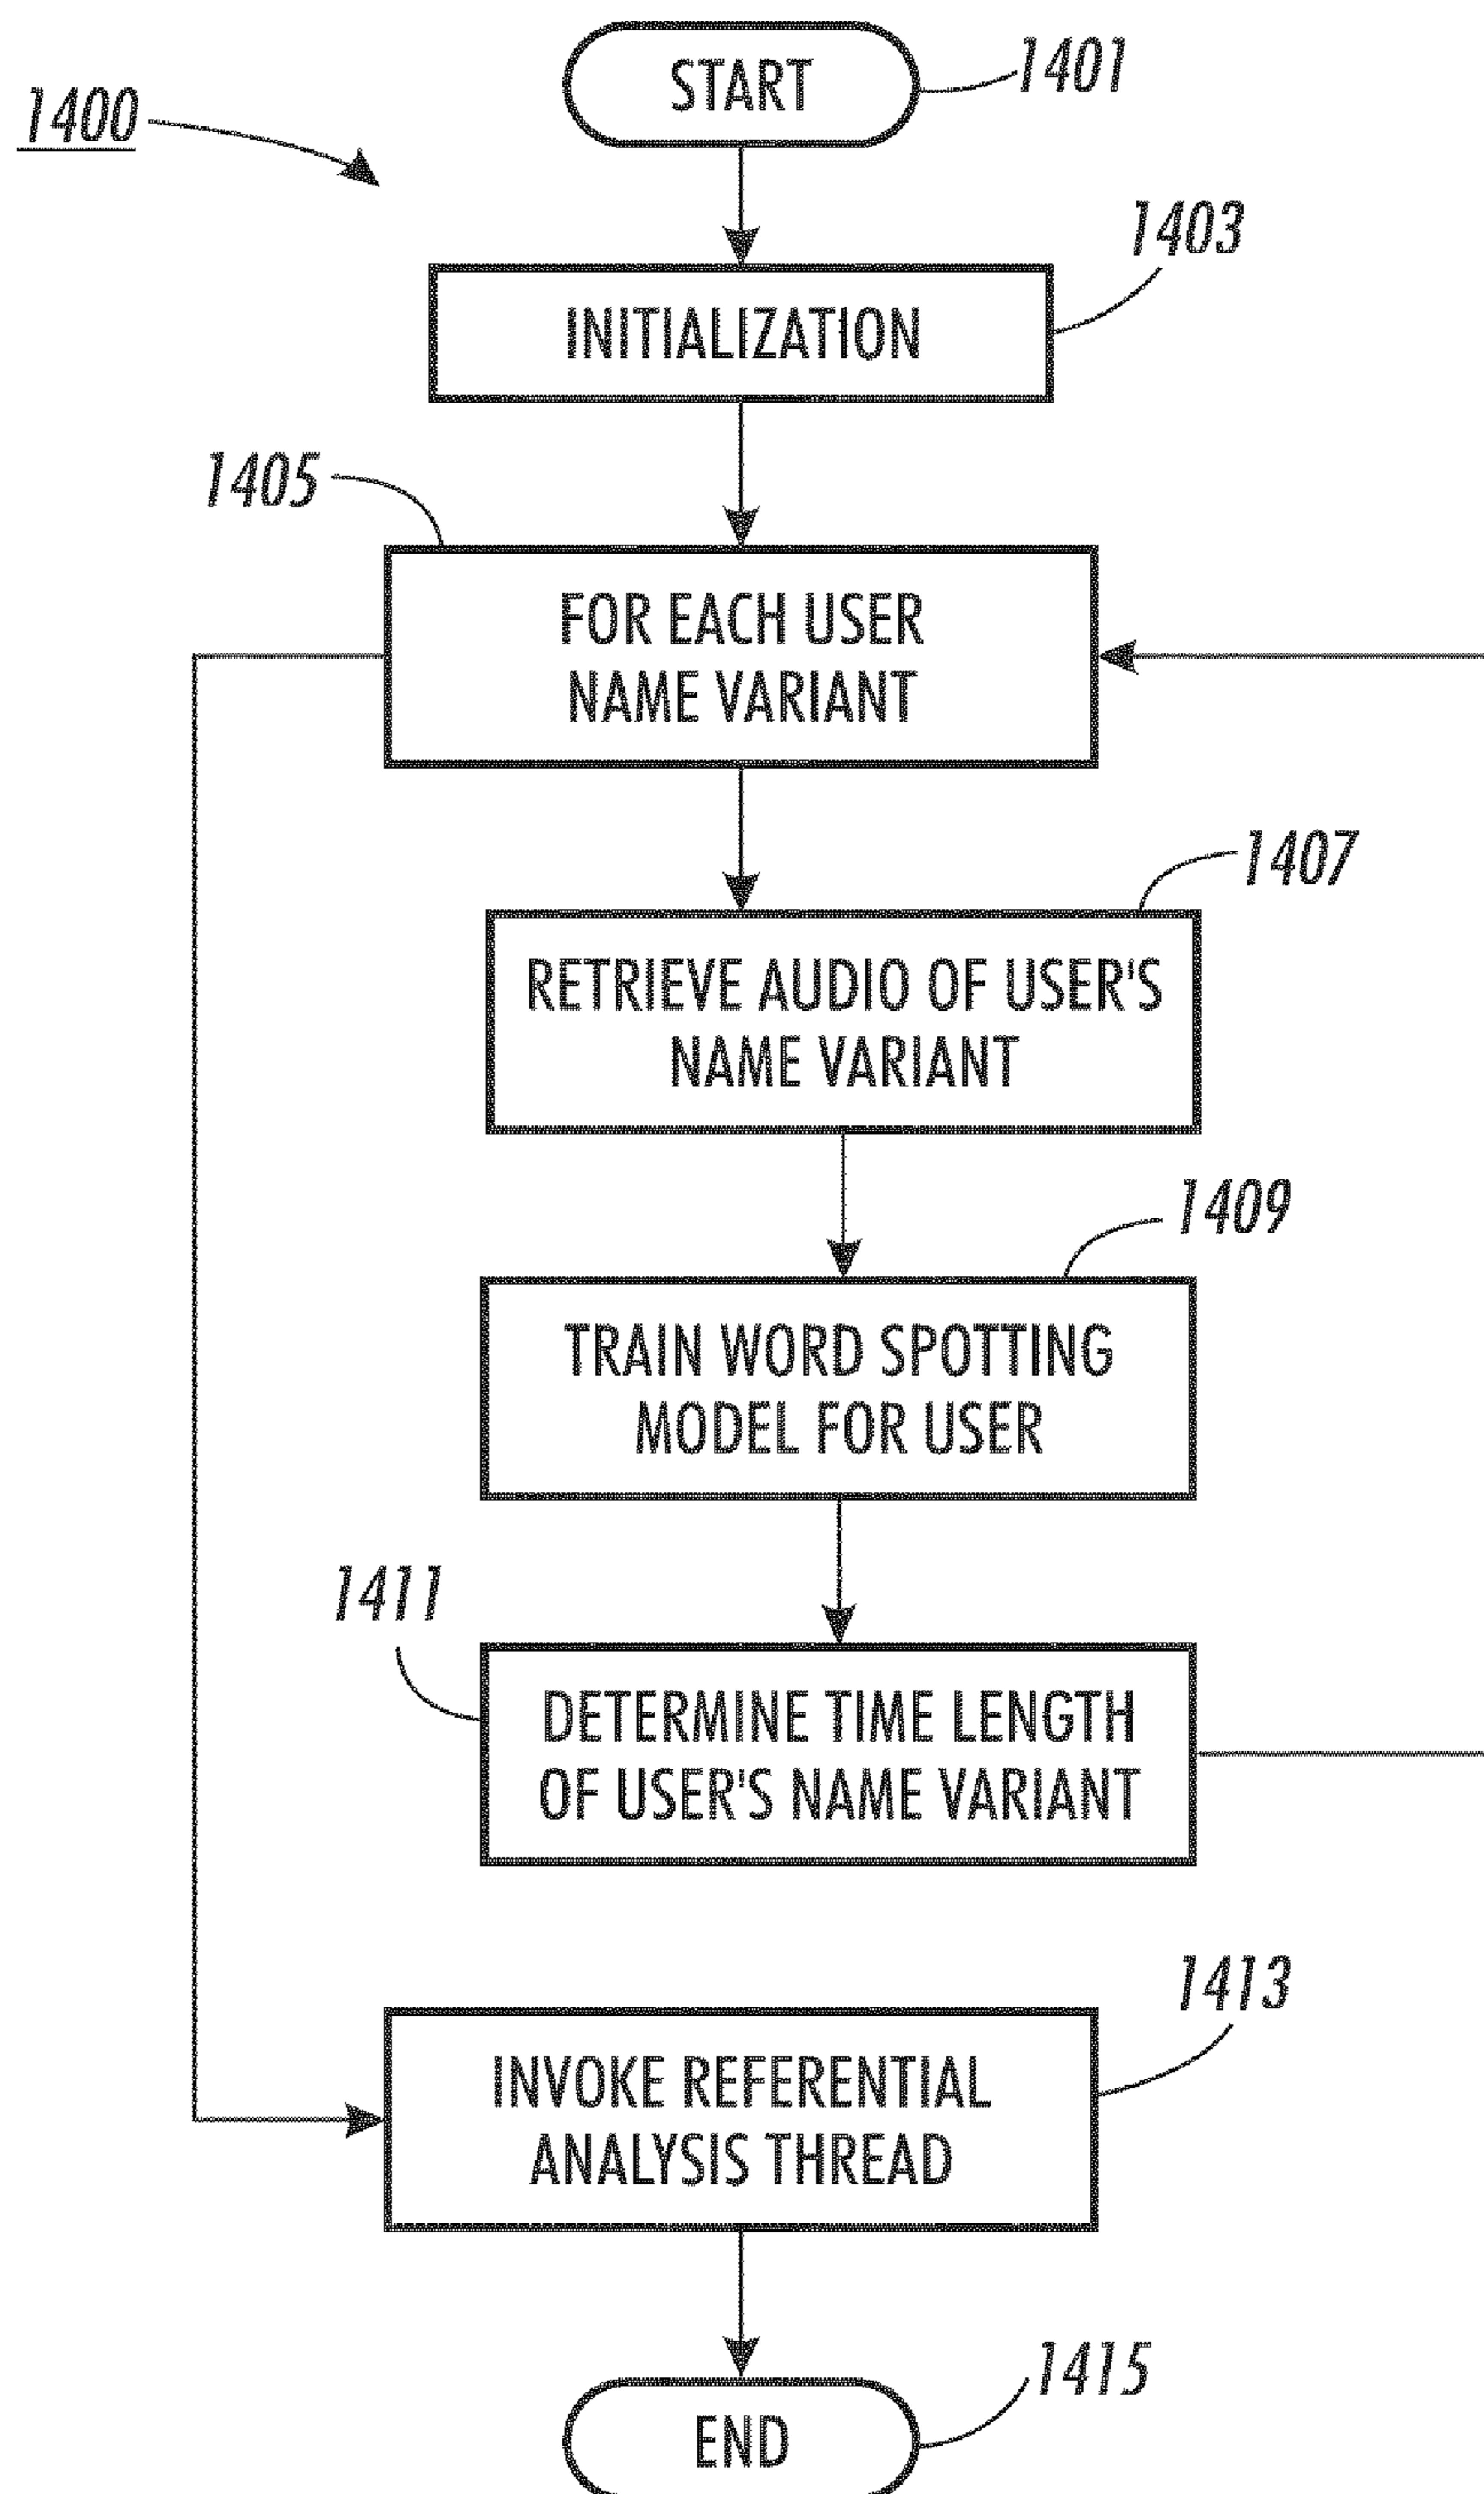 START
1401
1400
1403
INITIALIZATION
1405
FOR EACH USER
NAME VARIANT
1407
RETRIEVE AUDIO OF USER'S
NAME VARIANT
1409
TRAIN WORD SPOTTING
MODEL FOR USER
1411
DETERMINE TIME LENGTH
OF USER'S NAME VARIANT
1413
INVOKE REFERENTIAL
ANALYSIS THREAD
1415
END